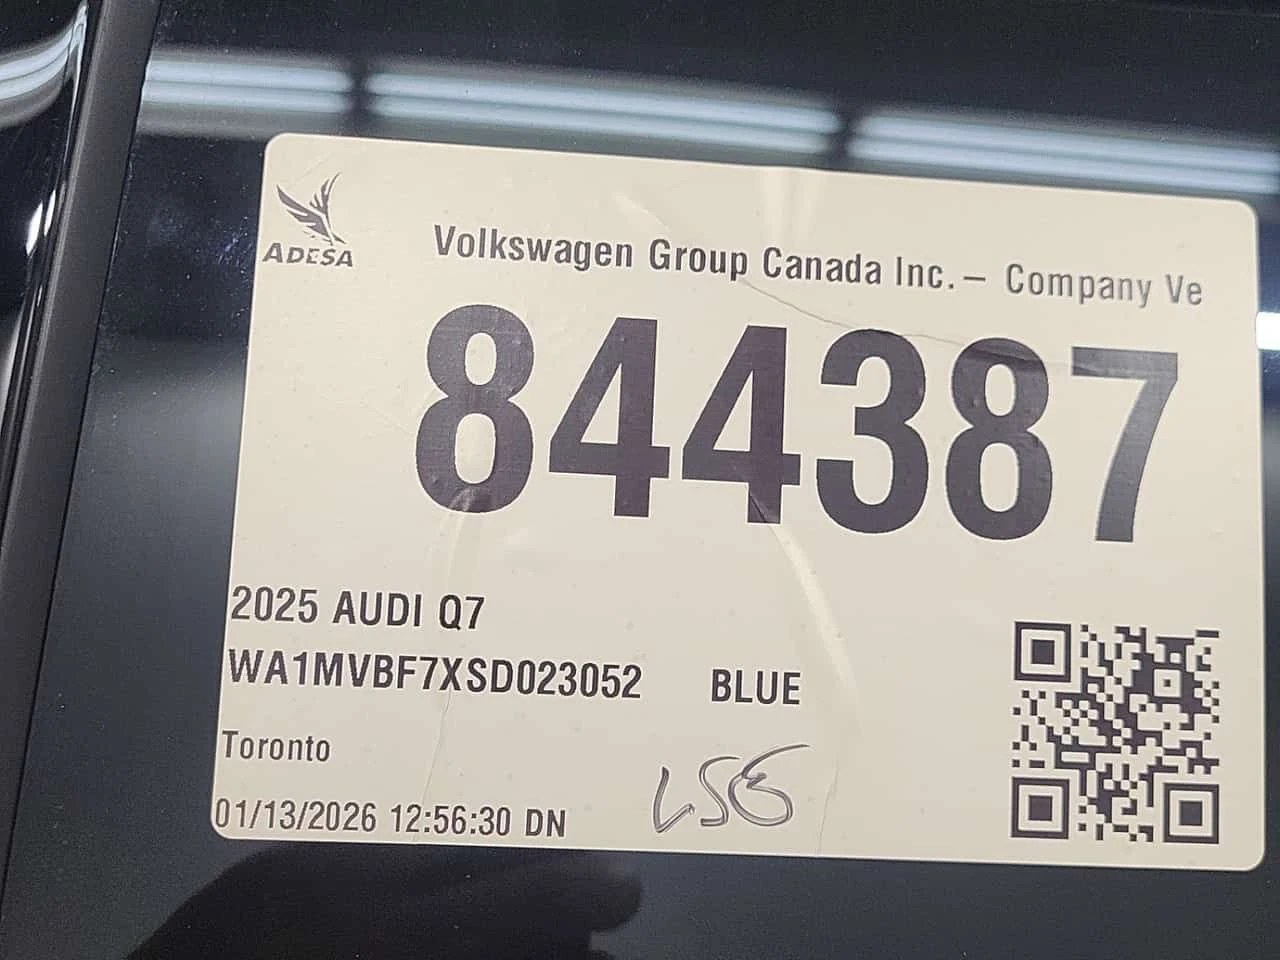 ADESA
Volkswagen Group Canada Inc. – Company Ve
844387
2025 AUDI Q7
WA1MVBF7XSD023052 BLUE
Toronto
01/13/2026 12:56:30 DN